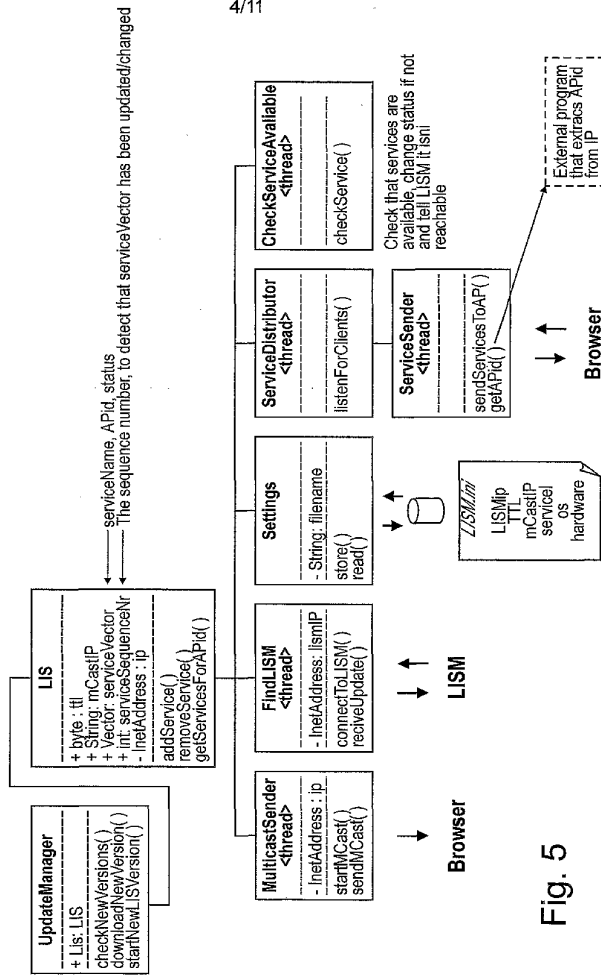 4/11
UpdateManager
+ Lis: LIS
checkNewVersions( )
downloadNewVersion( )
startNewLISVersion( )
LIS
+ byte : ttl
+ String: mCastIP
+ Vector: serviceVector
+ int: serviceSequenceNr
- InetAddress : ip
addService( )
removeService( )
getServicesForAPid( )
serviceName, APid, status
The sequence number, to detect that serviceVector has been updated/changed
MulticastSender
<thread>
- InetAddress : ip
startMCast( )
sendMCast( )
Browser
FindLISM
<thread>
- InetAddress: lismIP
connectToLISM( )
reciveUpdate( )
LISM
Settings
- String: filename
store( )
read( )
LISM.ini
LISMip
TTL
mCastIP
serviceI
os
hardware
ServiceDistributor
<thread>
listenForClients( )
ServiceSender
<thread>
sendServicesToAP( )
getAPid( )
Browser
CheckServiceAvaliable
<thread>
checkService( )
Check that services are
available, change status if not
and tell LISM it isni
reachable
External program
that extracs APid
from IP
Fig. 5